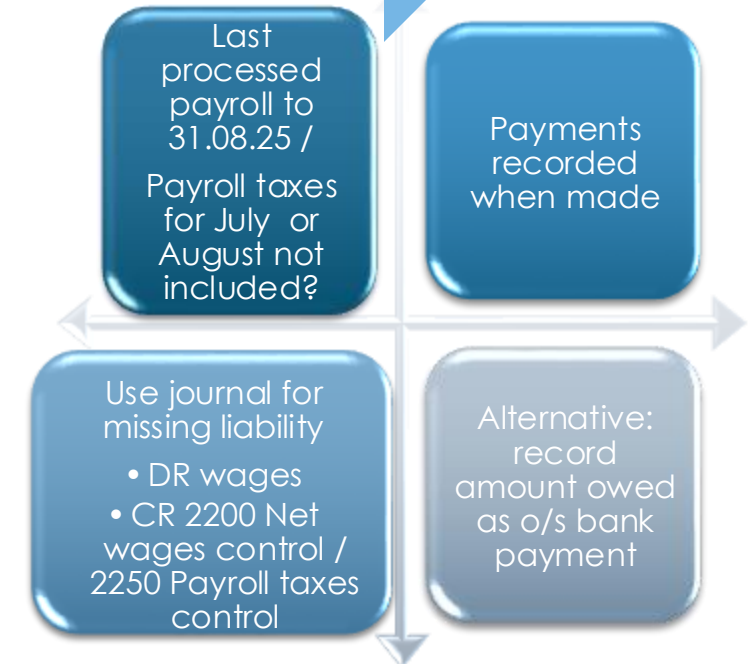 Last
processed
payroll to
31.08.25 /
Payroll taxes
for July or
August not
included?
Payments
recorded
when made
Use journal for
missing liability
• DR wages
• CR 2200 Net
wages control /
2250 Payroll taxes
control
Alternative:
record
amount owed
as o/s bank
payment